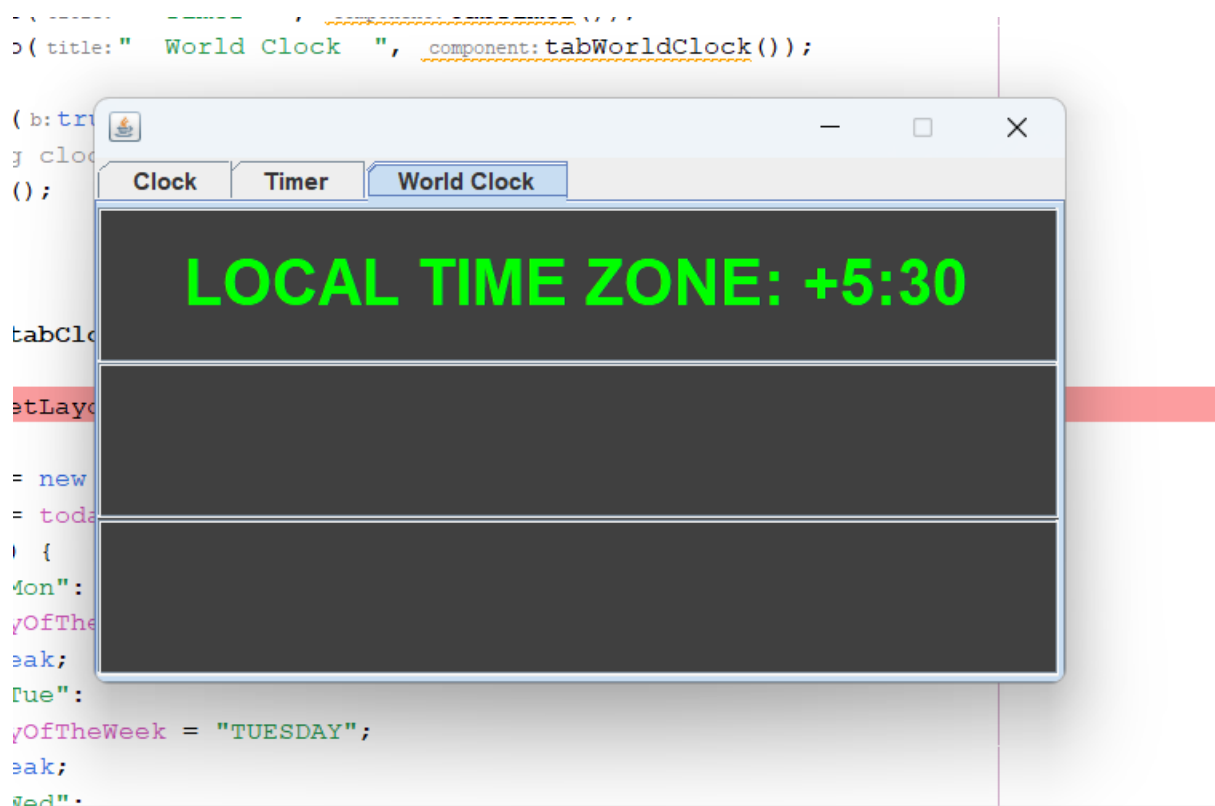 title:"  World Clock  ", component:tabWorldClock());
( b:tru
g cloc
();
Clock
Timer
World Clock
LOCAL TIME ZONE: +5:30
tabClo
etLayo
= new
= toda
) {
Mon":
yOfThe
eak;
Tue":
yOfTheWeek = "TUESDAY";
eak;
Wed":